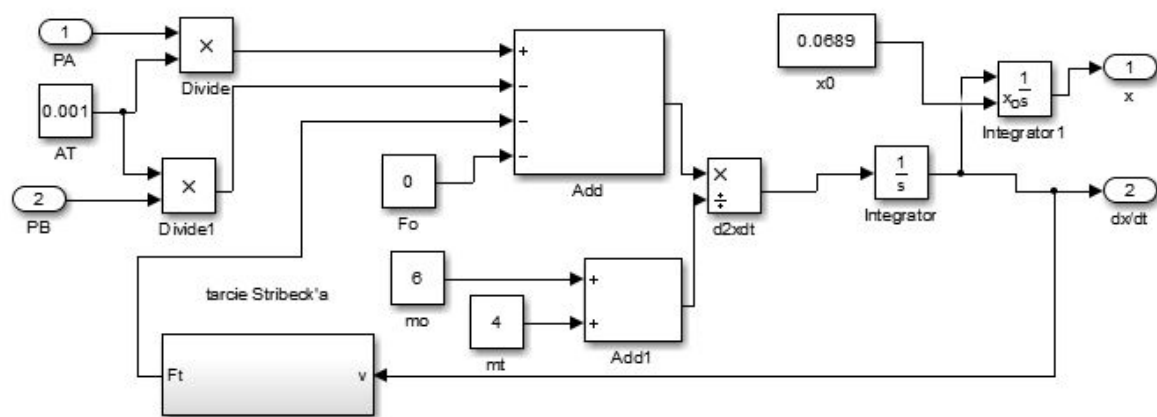 1
PA
×
Divide
0.001
AT
2
PB
×
Divide1
+
−
−
−
Add
0
Fo
0.0689
x0
1
xos
Integrator1
1
x
×
÷
d2xdt
1
s
Integrator
2
dx/dt
tarcie Stribeck'a
6
mo
4
mt
+
+
Add1
Ft
v